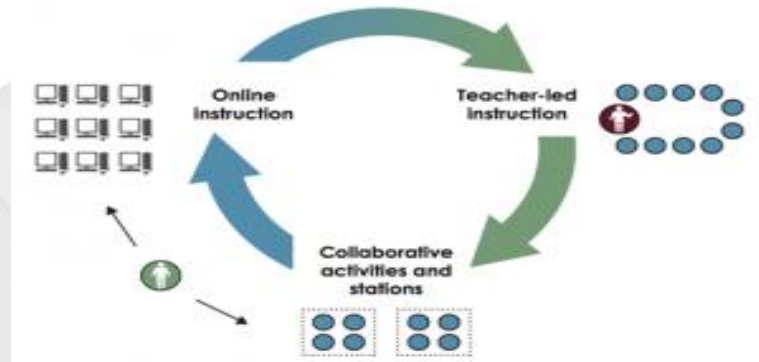 Online
instruction
Teacher-led
instruction
Collaborative
activities and
stations